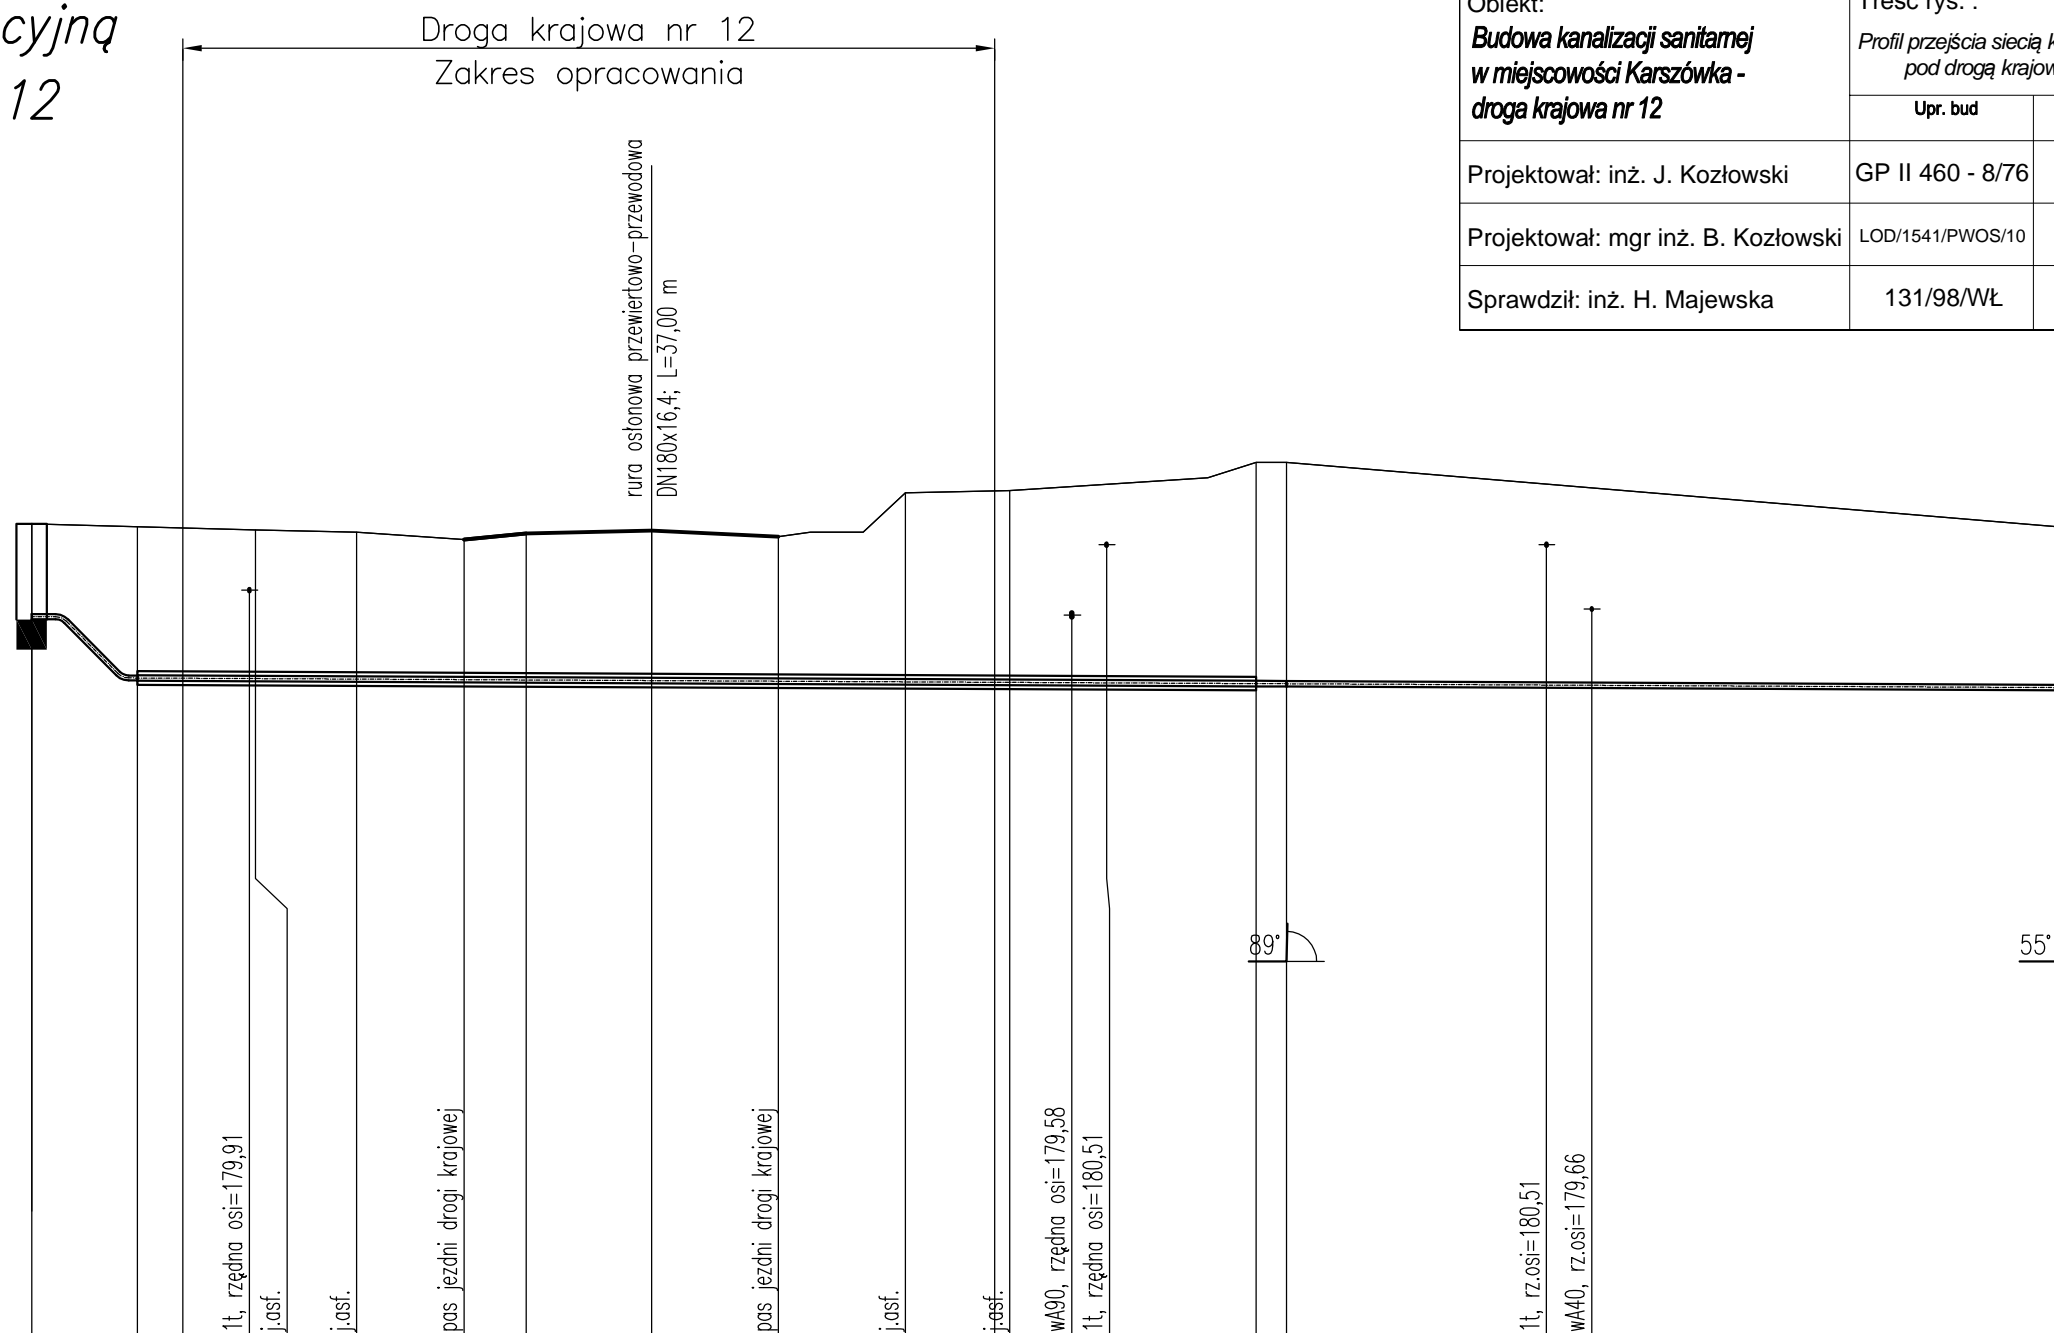 cyjną
12
Droga krajowa nr 12
Zakres opracowania
Obiekt:
Budowa kanalizacji sanitarnej
w miejscowości Karszówka -
droga krajowa nr 12
Treść rys. :
Profil przejścia siecią k
pod drogą krajow
Upr. bud
Projektował: inż. J. Kozłowski
GP II 460 - 8/76
Projektował: mgr inż. B. Kozłowski
LOD/1541/PWOS/10
Sprawdził: inż. H. Majewska
131/98/WŁ
rura osłonowa przewiertowo-przewodowa
DN180x16,4; L=37,00 m
89°
55°
1t, rzędna osi=179,91
j.asf.
j.asf.
pas jezdni drogi krajowej
pas jezdni drogi krajowej
j.asf.
j.asf.
wA90, rzędna osi=179,58
1t, rzędna osi=180,51
1t, rz.osi=180,51
wA40, rz.osi=179,66